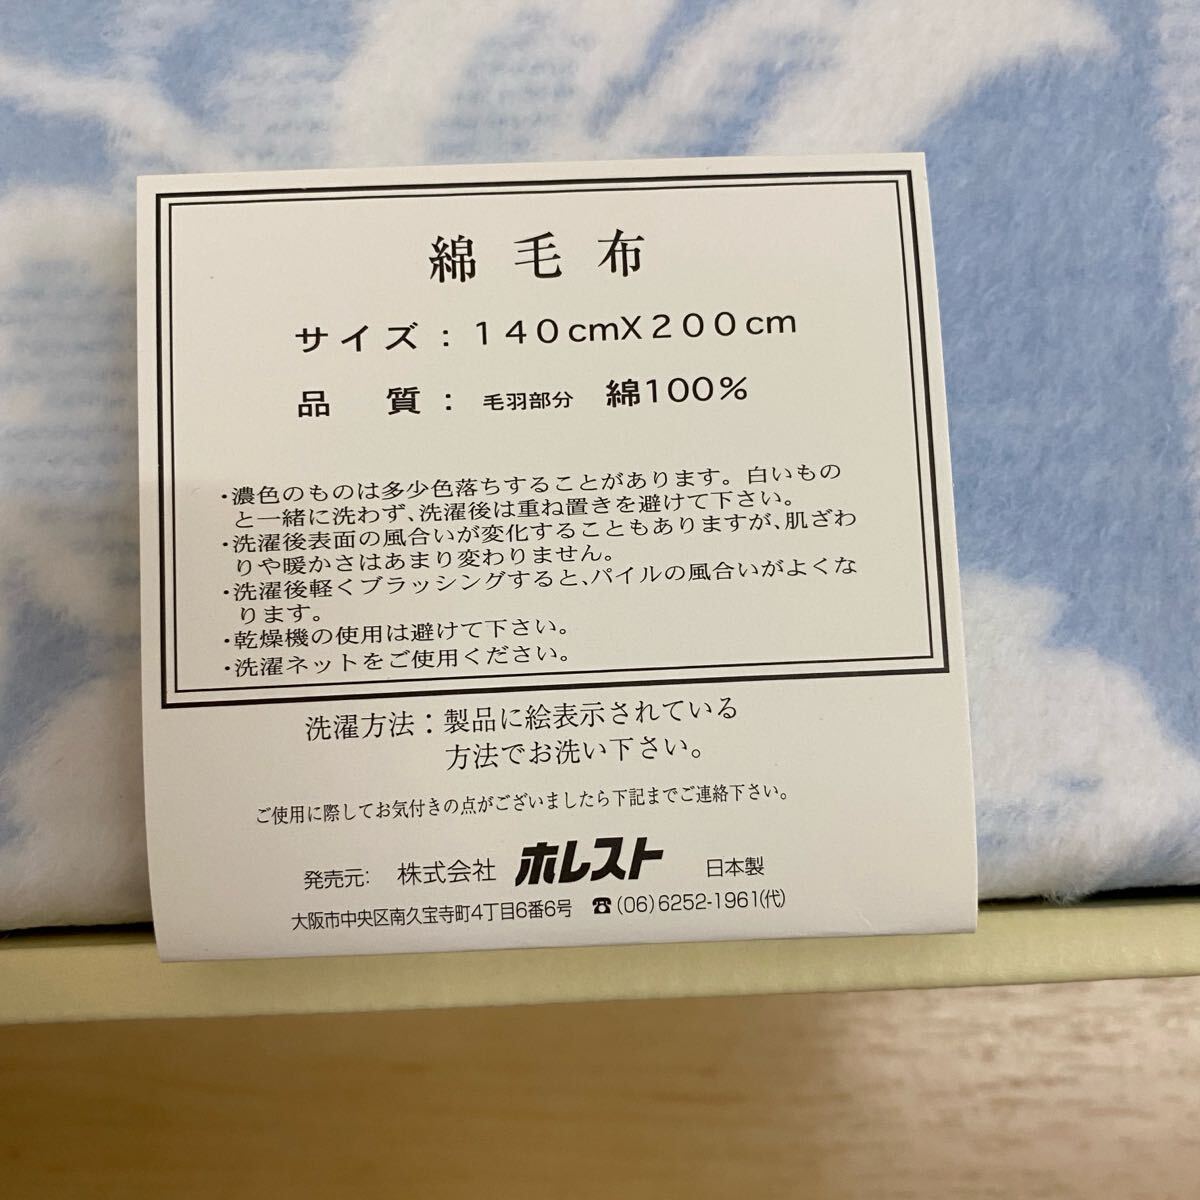 綿毛布
サイズ：１４０cmX２００cm
品　質：毛羽部分　綿100%
・濃色のものは多少色落ちすることがあります。白いもの
と一緒に洗わず、洗濯後は重ね置きを避けて下さい。
・洗濯後表面の風合いが変化することもありますが、肌ざわ
りや暖かさはあまり変わりません。
・洗濯後軽くブラッシングすると、パイルの風合いがよくな
ります。
・乾燥機の使用は避けて下さい。
・洗濯ネットをご使用ください。
洗濯方法：製品に絵表示されている
方法でお洗い下さい。
ご使用に際してお気付きの点がございましたら下記までご連絡下さい。
発売元:　株式会社 ホレスト　日本製
大阪市中央区南久宝寺町4丁目6番6号 ☎(06)6252-1961(代)